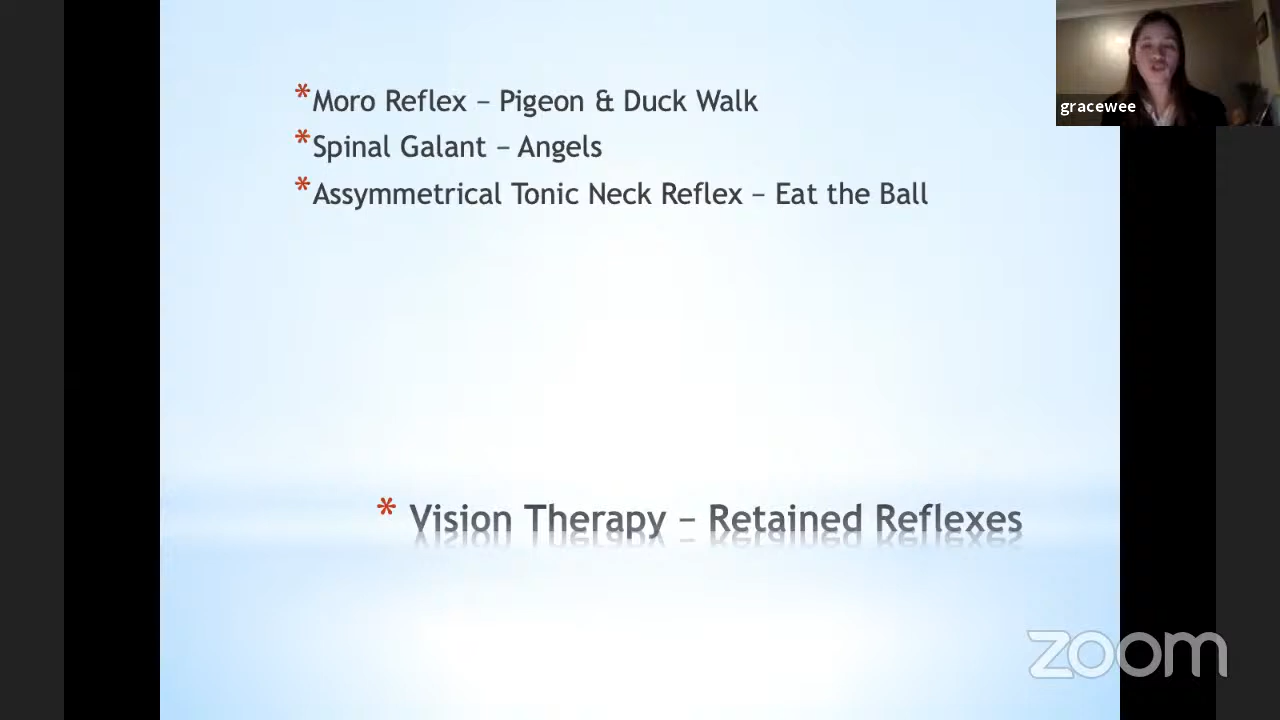 *Moro Reflex – Pigeon & Duck Walk
*Spinal Galant – Angels
*Assymmetrical Tonic Neck Reflex – Eat the Ball
* Vision Therapy – Retained Reflexes
gracewee
zoom